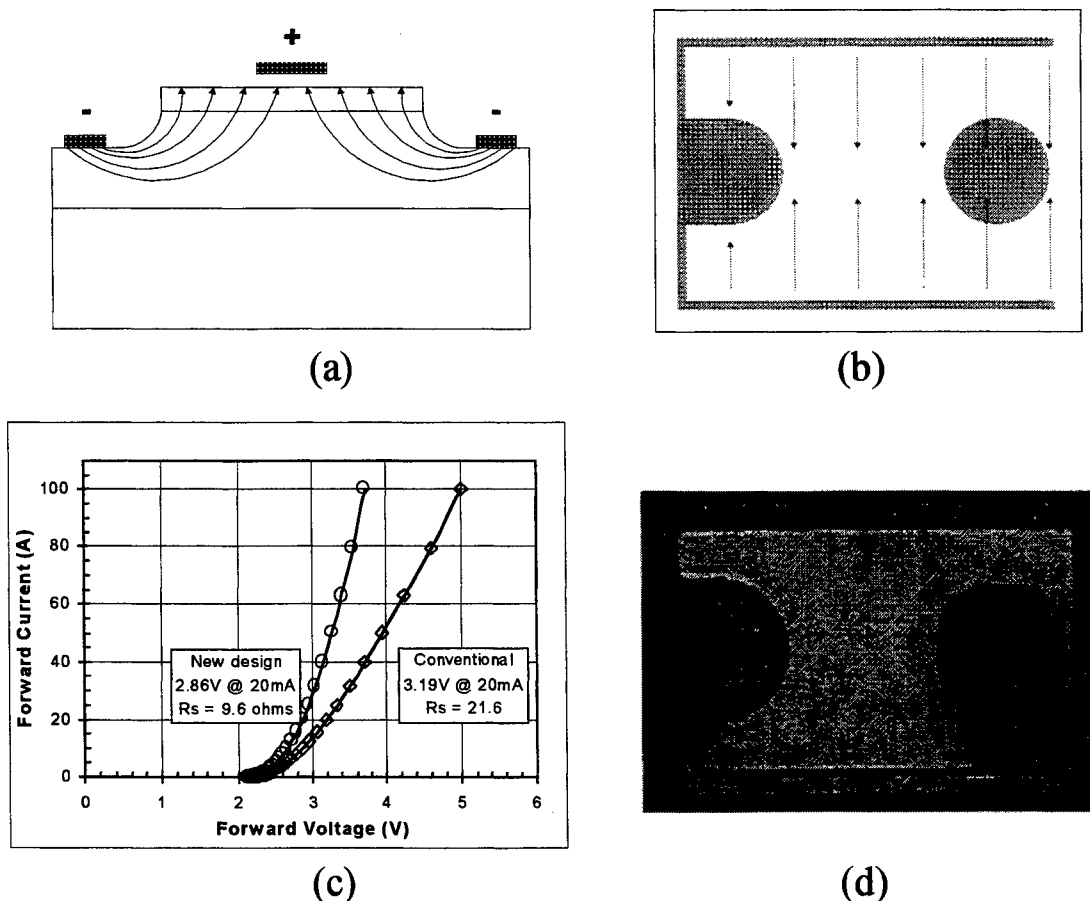 +
-
-
(a)
(b)
100
80
60
40
20
0
Forward Current (A)
New design
2.86V @ 20mA
Rs = 9.6 ohms
Conventional
3.19V @ 20mA
Rs = 21.6
0 1 2 3 4 5 6
Forward Voltage (V)
(c)
(d)